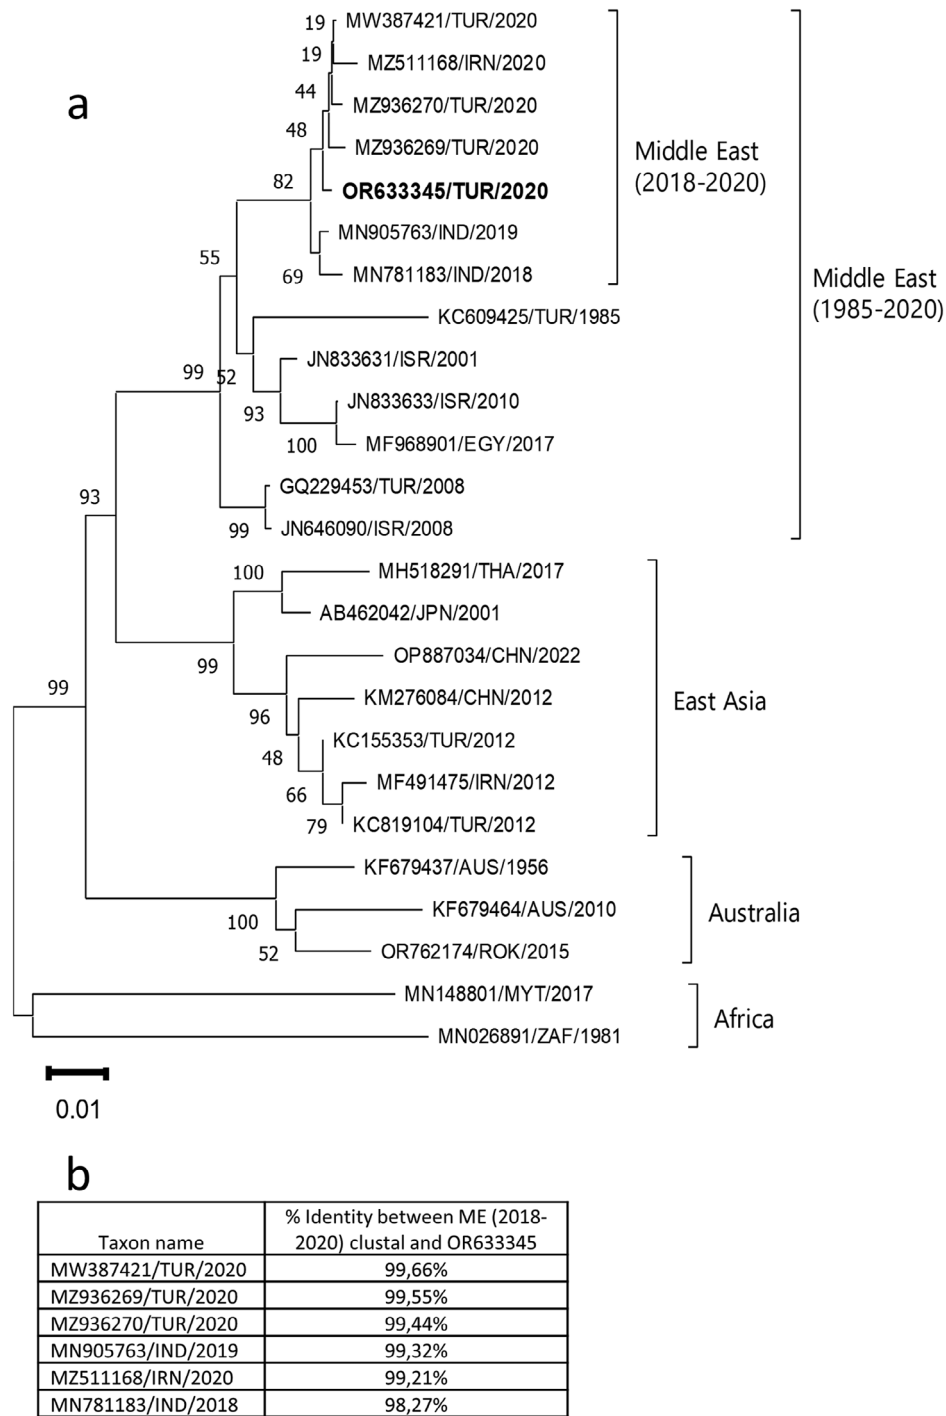 a
19
MW387421/TUR/2020
19
MZ511168/IRN/2020
44
MZ936270/TUR/2020
48
MZ936269/TUR/2020
82
OR633345/TUR/2020
MN905763/IND/2019
69
MN781183/IND/2018
Middle East
(2018-2020)
55
KC609425/TUR/1985
99
52
JN833631/ISR/2001
93
JN833633/ISR/2010
100
MF968901/EGY/2017
GQ229453/TUR/2008
99
JN646090/ISR/2008
Middle East
(1985-2020)
93
100
MH518291/THA/2017
AB462042/JPN/2001
99
OP887034/CHN/2022
96
KM276084/CHN/2012
48
KC155353/TUR/2012
66
MF491475/IRN/2012
79
KC819104/TUR/2012
East Asia
99
KF679437/AUS/1956
100
KF679464/AUS/2010
52
OR762174/ROK/2015
Australia
MN148801/MYT/2017
MN026891/ZAF/1981
Africa
0.01
b
Taxon name
% Identity between ME (2018-
2020) clustal and OR633345
MW387421/TUR/2020 99,66%
MZ936269/TUR/2020 99,55%
MZ936270/TUR/2020 99,44%
MN905763/IND/2019 99,32%
MZ511168/IRN/2020 99,21%
MN781183/IND/2018 98,27%